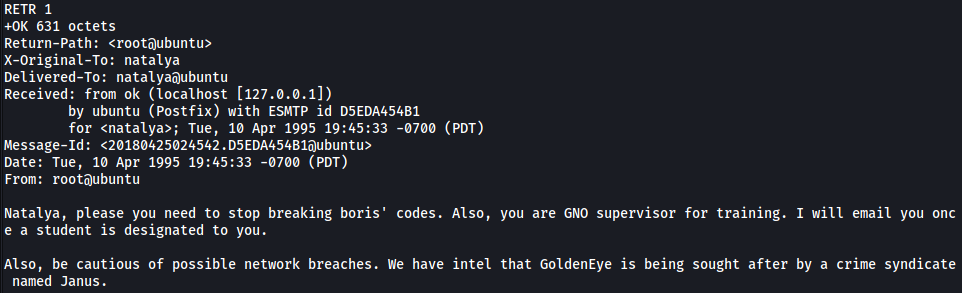 RETR 1
+OK 631 octets
Return-Path: <root@ubuntu>
X-Original-To: natalya
Delivered-To: natalya@ubuntu
Received: from ok (localhost [127.0.0.1])
        by ubuntu (Postfix) with ESMTP id D5EDA454B1
        for <natalya>; Tue, 10 Apr 1995 19:45:33 -0700 (PDT)
Message-Id: <20180425024542.D5EDA454B1@ubuntu>
Date: Tue, 10 Apr 1995 19:45:33 -0700 (PDT)
From: root@ubuntu

Natalya, please you need to stop breaking boris' codes. Also, you are GNO supervisor for training. I will email you onc
e a student is designated to you.

Also, be cautious of possible network breaches. We have intel that GoldenEye is being sought after by a crime syndicate
 named Janus.